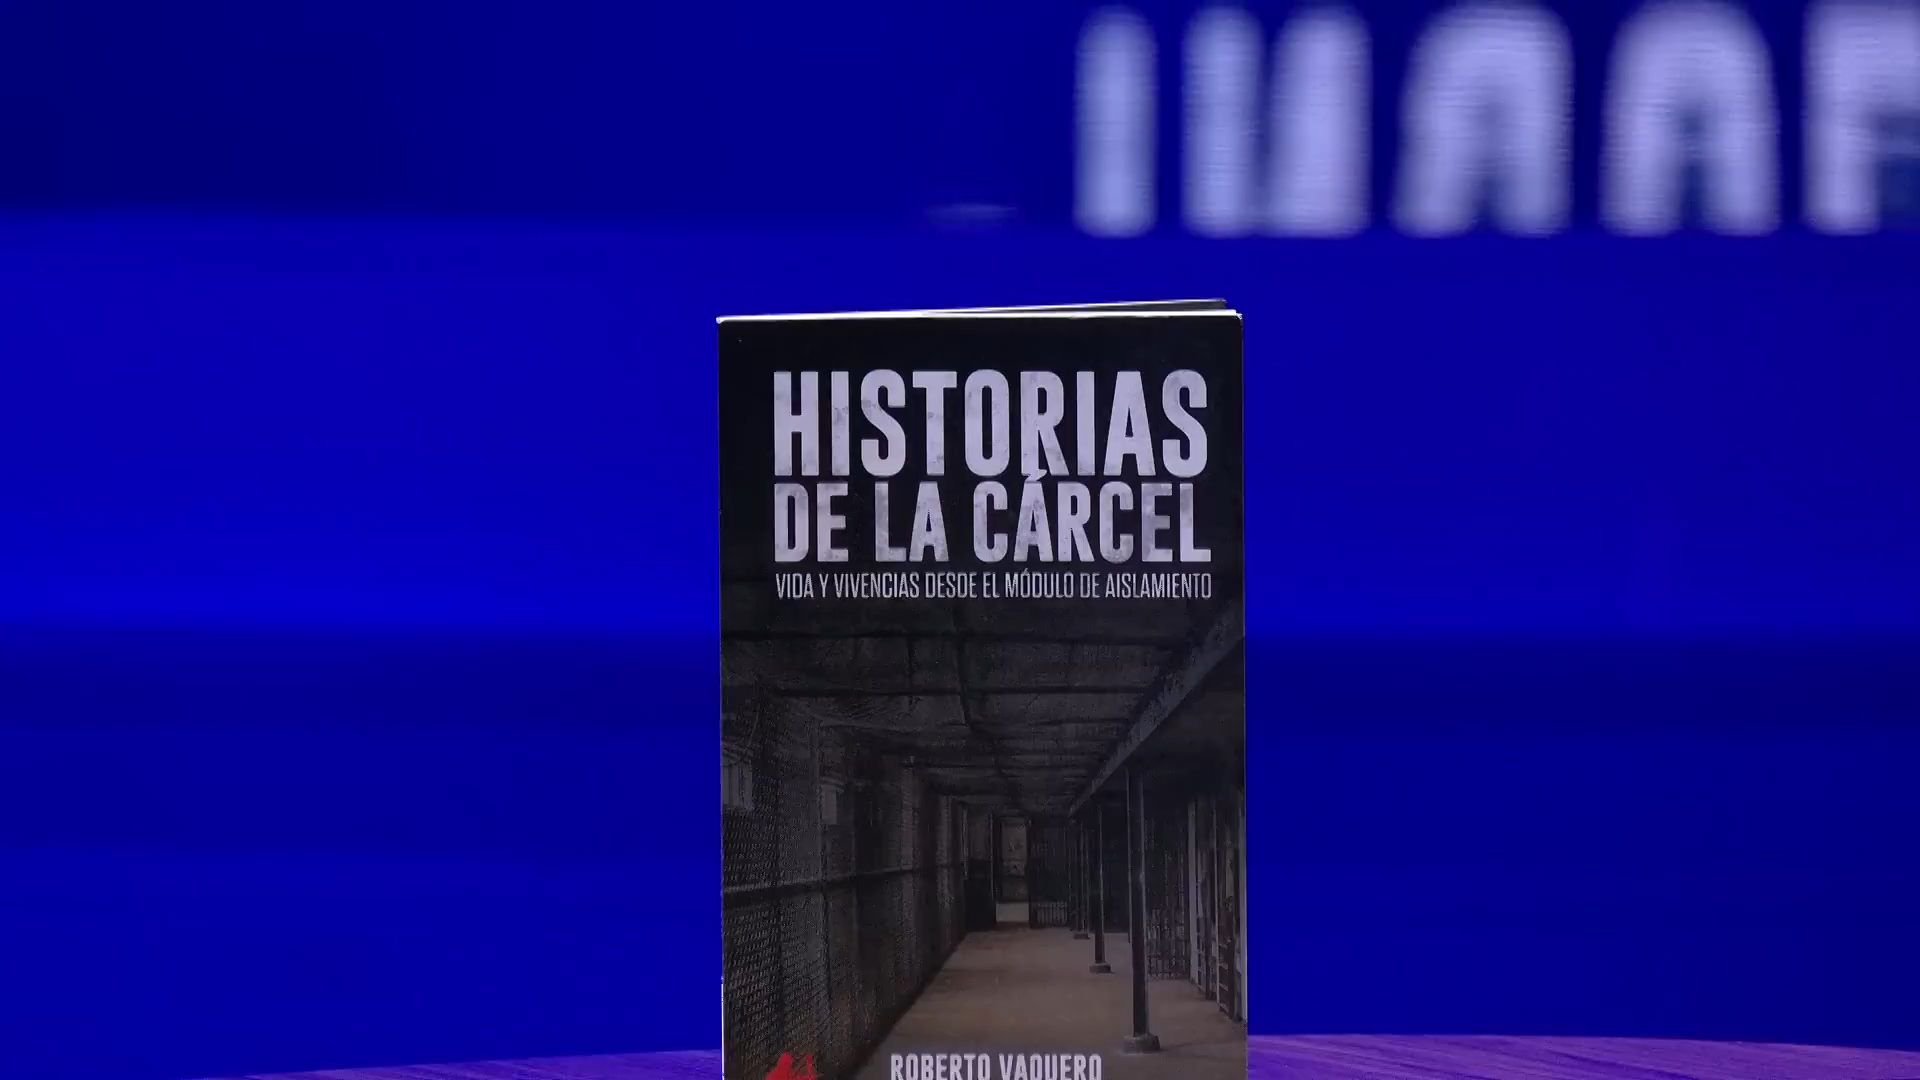 HISTORIAS
DE LA CÁRCEL
VIDA Y VIVENCIAS DESDE EL MÓDULO DE AISLAMIENTO
ROBERTO VAQUERO